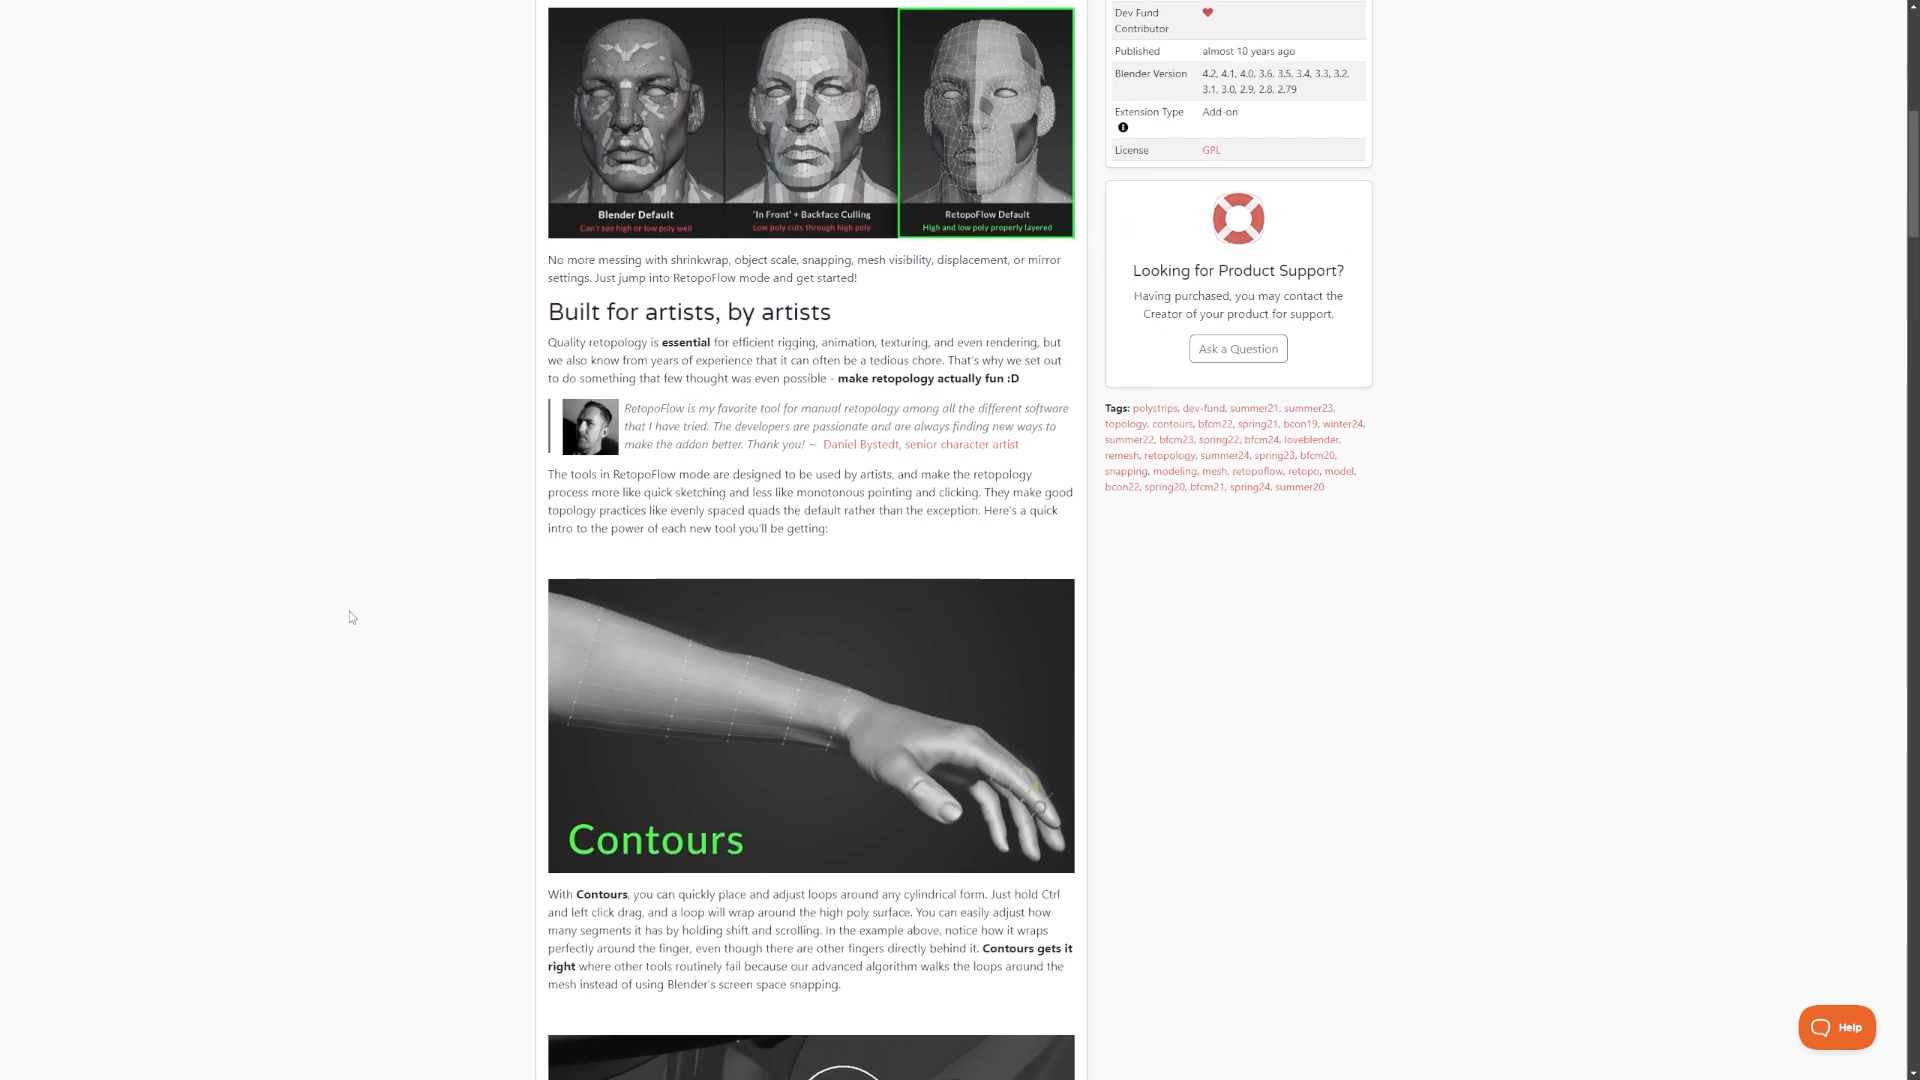 Blender Default
Can't see high or low poly well
'In Front' + Backface Culling
Low poly cuts through high poly
RetopoFlow Default
High and low poly properly layered
No more messing with shrinkwrap, object scale, snapping, mesh visibility, displacement, or mirror
settings. Just jump into RetopoFlow mode and get started!
Built for artists, by artists
Quality retopology is essential for efficient rigging, animation, texturing, and even rendering, but
we also know from years of experience that it can often be a tedious chore. That's why we set out
to do something that few thought was even possible - make retopology actually fun :D
RetopoFlow is my favorite tool for manual retopology among all the different software
that I have tried. The developers are passionate and are always finding new ways to
make the addon better. Thank you! ~ Daniel Bystedt, senior character artist
The tools in RetopoFlow mode are designed to be used by artists, and make the retopology
process more like quick sketching and less like monotonous pointing and clicking. They make good
topology practices like evenly spaced quads the default rather than the exception. Here's a quick
intro to the power of each new tool you'll be getting:
Contours
With Contours, you can quickly place and adjust loops around any cylindrical form. Just hold Ctrl
and left click drag, and a loop will wrap around the high poly surface. You can easily adjust how
many segments it has by holding shift and scrolling. In the example above, notice how it wraps
perfectly around the finger, even though there are other fingers directly behind it. Contours gets it
right where other tools routinely fail because our advanced algorithm walks the loops around the
mesh instead of using Blender's screen space snapping.
Dev Fund
Contributor
Published almost 10 years ago
Blender Version 4.2, 4.1, 4.0, 3.6, 3.5, 3.4, 3.3, 3.2,
3.1, 3.0, 2.9, 2.8, 2.79
Extension Type Add-on
License GPL
Looking for Product Support?
Having purchased, you may contact the
Creator of your product for support.
Ask a Question
Tags: polystrips, dev-fund, summer21, summer23,
topology, contours, bfcm22, spring21, bcon19, winter24,
summer22, bfcm23, spring22, bfcm24, loveblender,
remesh, retopology, summer24, spring23, bfcm20,
snapping, modeling, mesh, retopoflow, retopo, model,
bcon22, spring20, bfcm21, spring24, summer20
Help